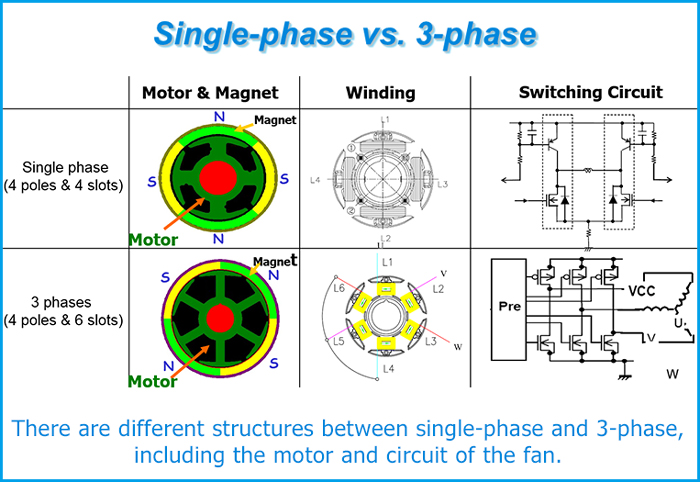 Single-phase vs. 3-phase
Motor & Magnet
Winding
Switching Circuit
Single phase
(4 poles & 4 slots)
N
Magnet
S
S
Motor
N
L1
①
L4
L3
②
L2
3 phases
(4 poles & 6 slots)
S
Magnet
N
N
S
Motor
L1
L6
V
L2
L5
L3
W
L4
Pre
VCC
U
V
W
There are different structures between single-phase and 3-phase,
including the motor and circuit of the fan.